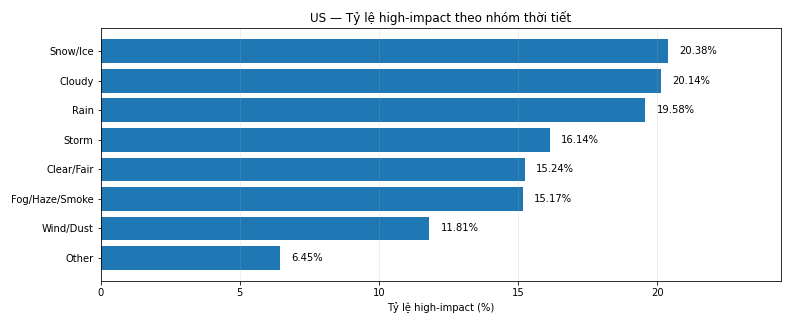 US — Tỷ lệ high-impact theo nhóm thời tiết
Snow/Ice 20.38%
Cloudy 20.14%
Rain 19.58%
Storm 16.14%
Clear/Fair 15.24%
Fog/Haze/Smoke 15.17%
Wind/Dust 11.81%
Other 6.45%
0 5 10 15 20
Tỷ lệ high-impact (%)